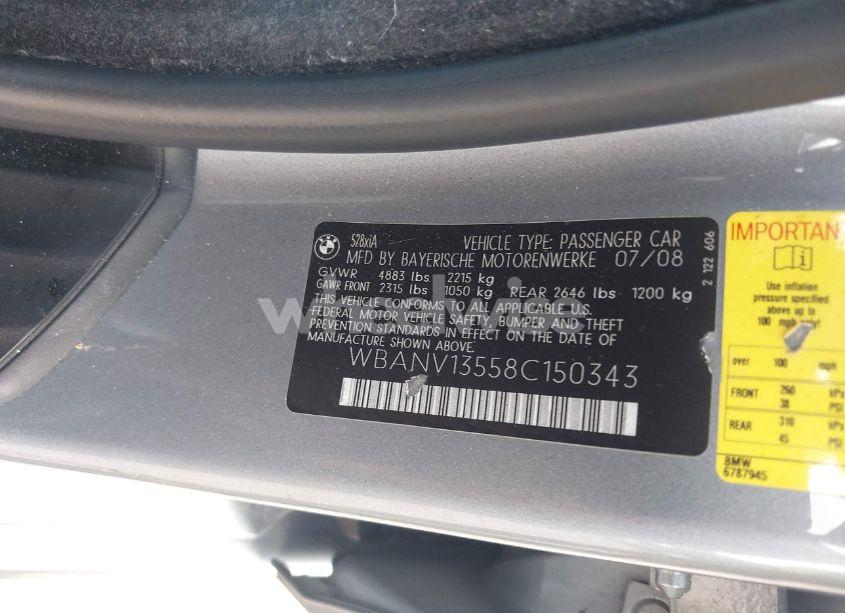 528xiA
VEHICLE TYPE: PASSENGER CAR
MFD BY BAYERISCHE MOTORENWERKE 07/08
GVWR 4883 lbs. 2215 kg
GAWR FRONT 2315 lbs 1050 kg REAR 2646 lbs 1200 kg
THIS VEHICLE CONFORMS TO ALL APPLICABLE U.S.
FEDERAL MOTOR VEHICLE SAFETY, BUMPER AND THEFT
PREVENTION STANDARDS IN EFFECT ON THE DATE OF
MANUFACTURE SHOWN ABOVE.
WBANV13558C150343
2 122 606
IMPORTAN
Use inflation
pressure specified
above up to
100 mph only!
over 100 mph
FRONT 260 kPa
38 PSI
REAR 310 kPa
45 PSI
BMW
6787945